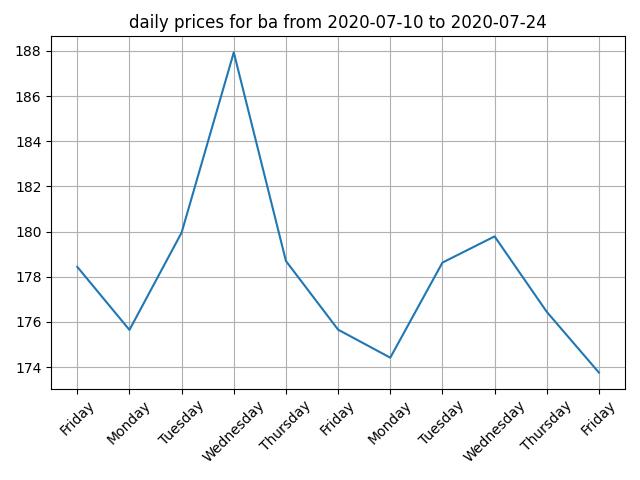 daily prices for ba from 2020-07-10 to 2020-07-24
188
186
184
182
180
178
176
174
Friday
Monday
Tuesday
Wednesday
Thursday
Friday
Monday
Tuesday
Wednesday
Thursday
Friday